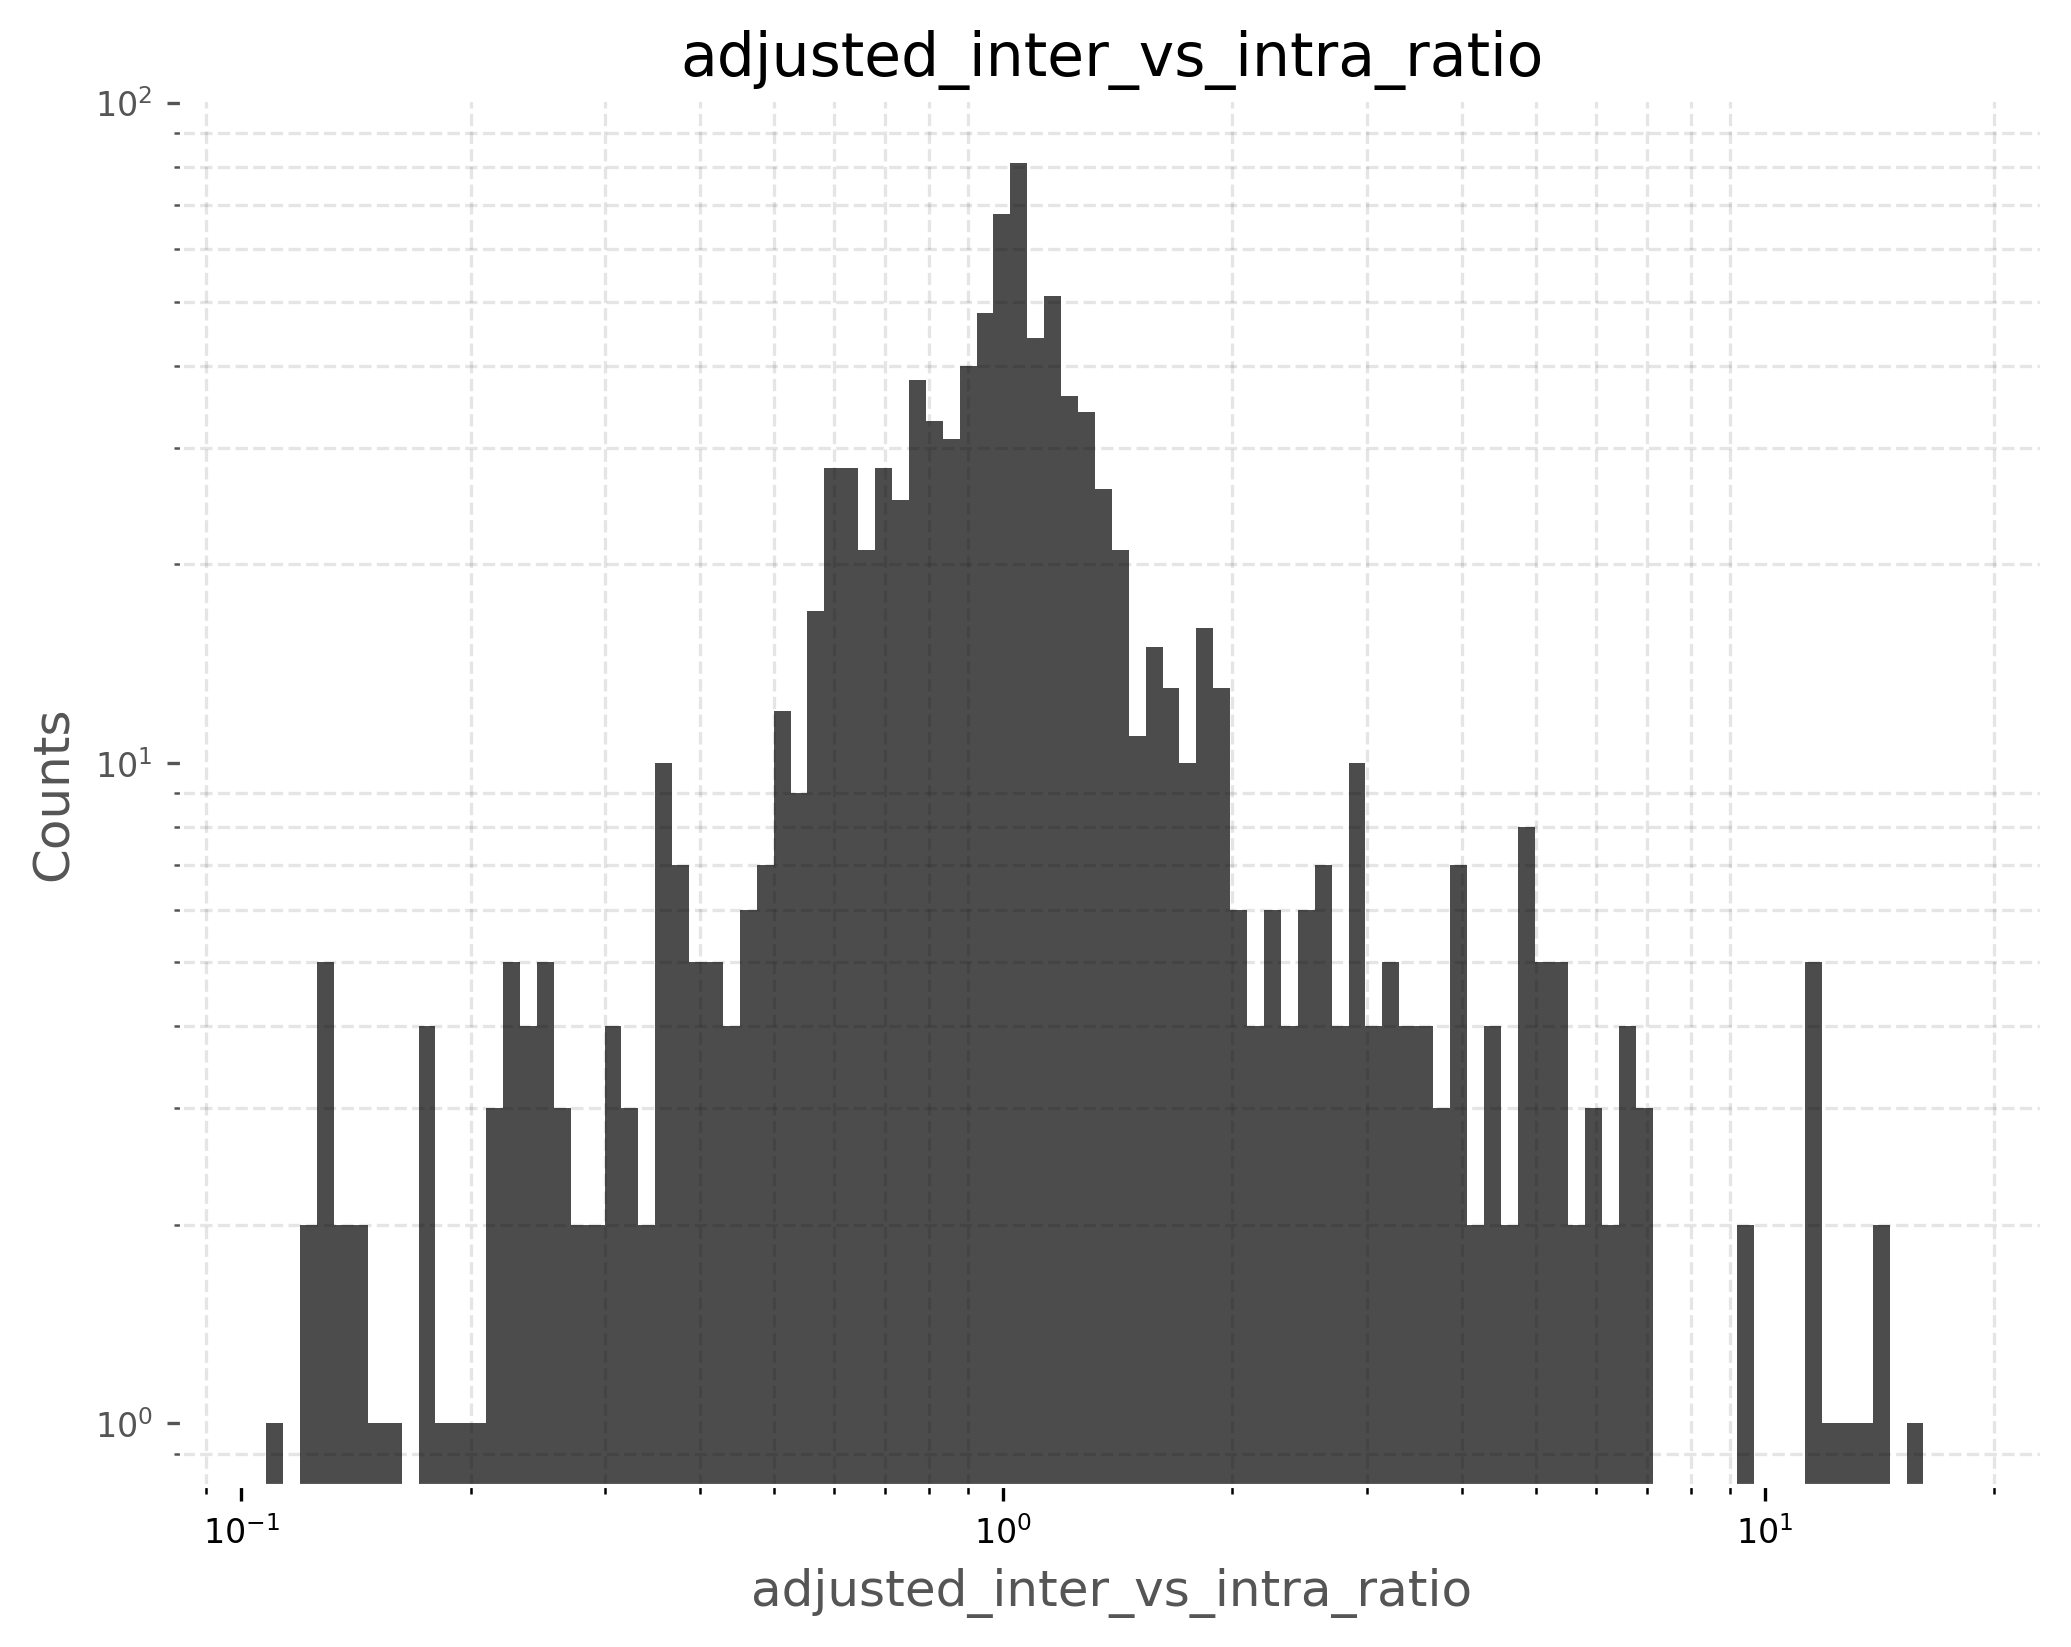 adjusted_inter_vs_intra_ratio
10²
10¹
10⁰
Counts
10⁻¹ 10⁰ 10¹
adjusted_inter_vs_intra_ratio